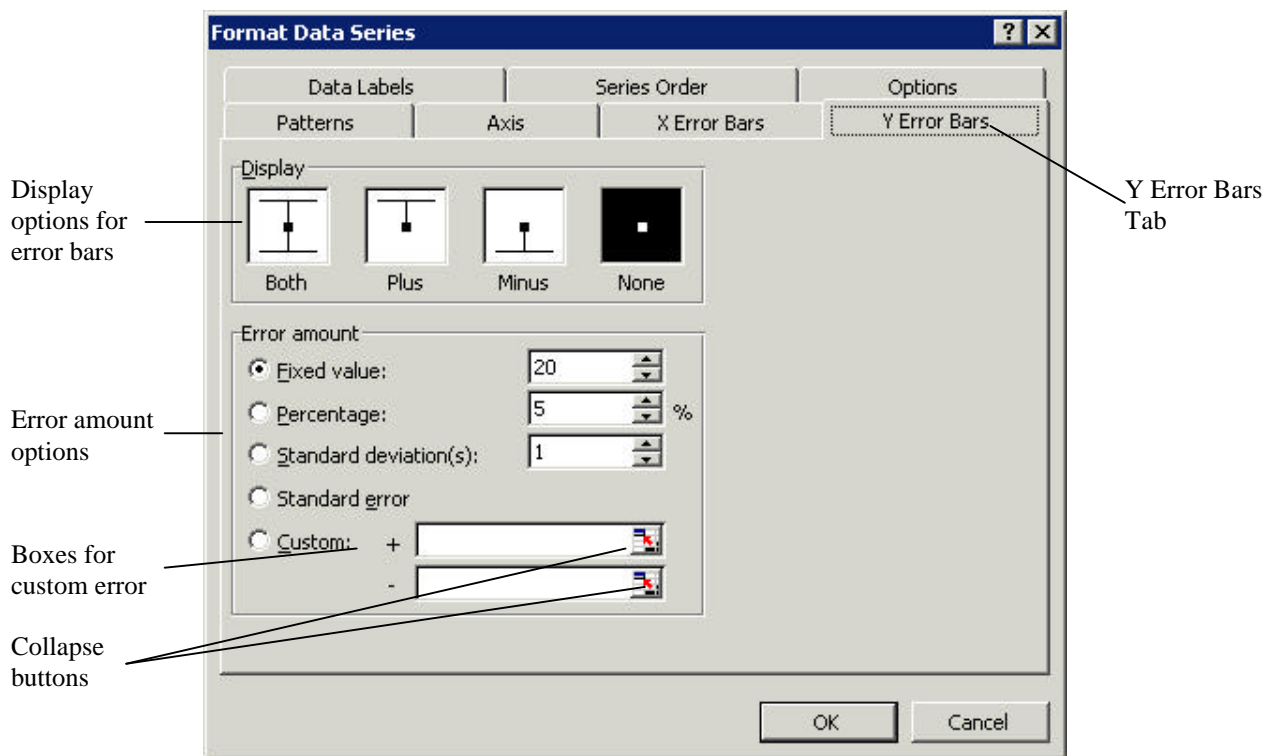 Format Data Series
Data Labels Series Order Options
Patterns Axis X Error Bars Y Error Bars
Display
Both Plus Minus None
Error amount
Fixed value: 20
Percentage: 5 %
Standard deviation(s): 1
Standard error
Custom: +
-
OK Cancel
Display
options for
error bars
Error amount
options
Boxes for
custom error
Collapse
buttons
Y Error Bars
Tab